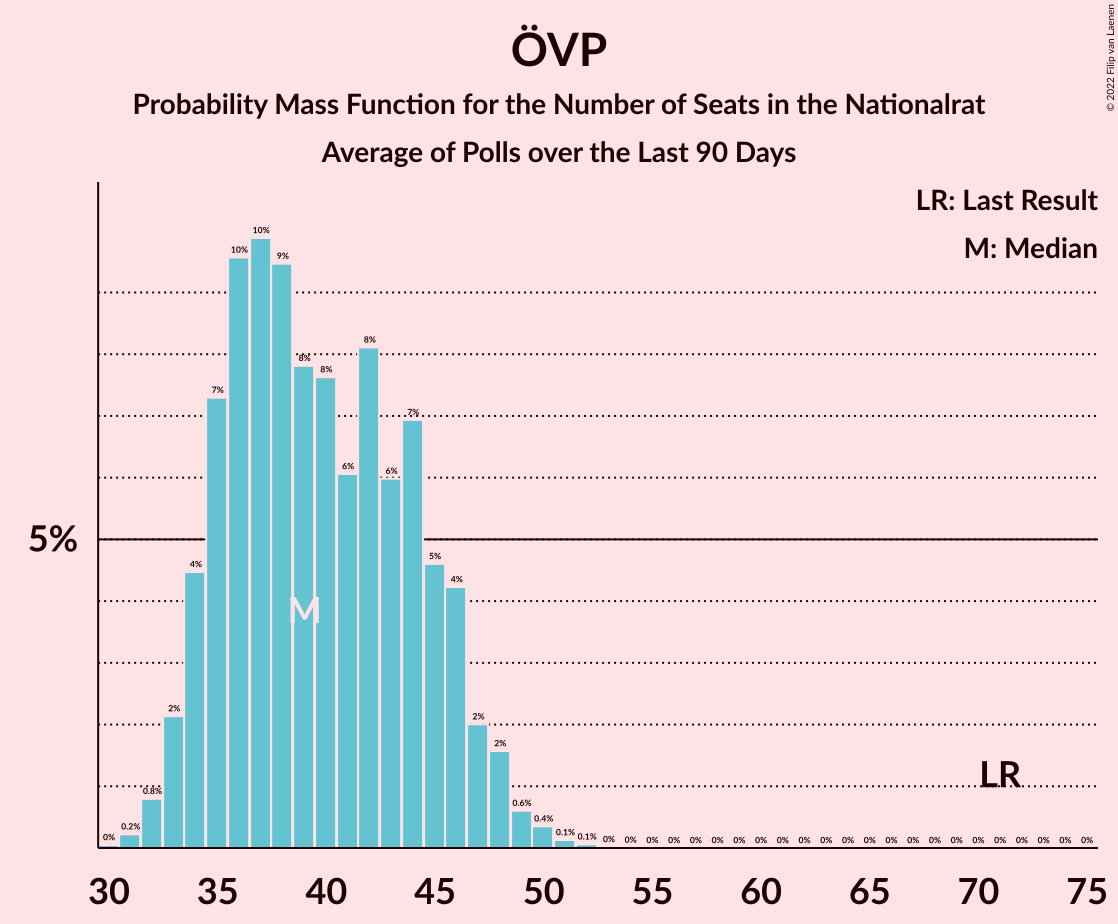 ÖVP
Probability Mass Function for the Number of Seats in the Nationalrat
Average of Polls over the Last 90 Days
© 2022 Filip van Laenen
LR: Last Result
M: Median
5%
0% 0.2% 0.8% 2% 4% 7% 10% 10% 9% 8% 8% 6% 8% 6% 7% 5% 4% 2% 2% 0.6% 0.4% 0.1% 0.1% 0% 0% 0% 0% 0% 0% 0% 0% 0% 0% 0% 0% 0% 0% 0% 0% 0% 0% 0% 0% 0% 0% 0%
M
LR
30 35 40 45 50 55 60 65 70 75